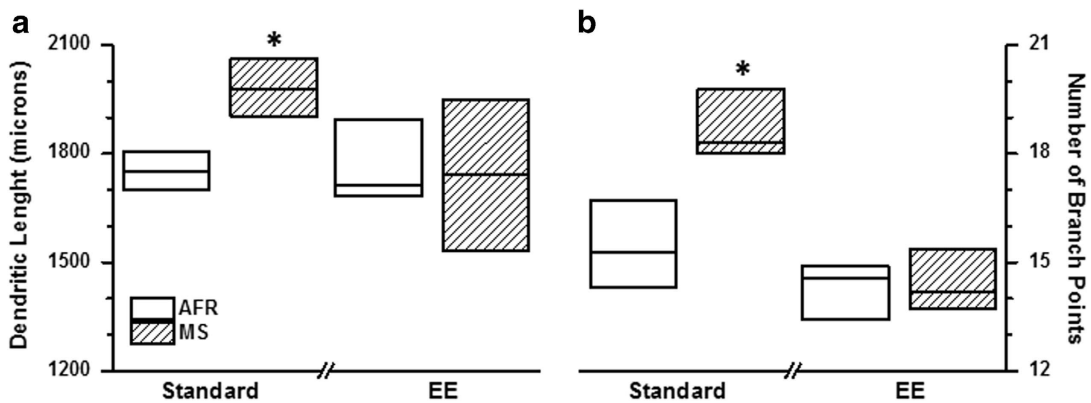 a
b
2100
1800
1500
1200
Dendritic Lenght (microns)
*
AFR
MS
Standard
EE
*
21
18
15
12
Number of Branch Points
Standard
EE